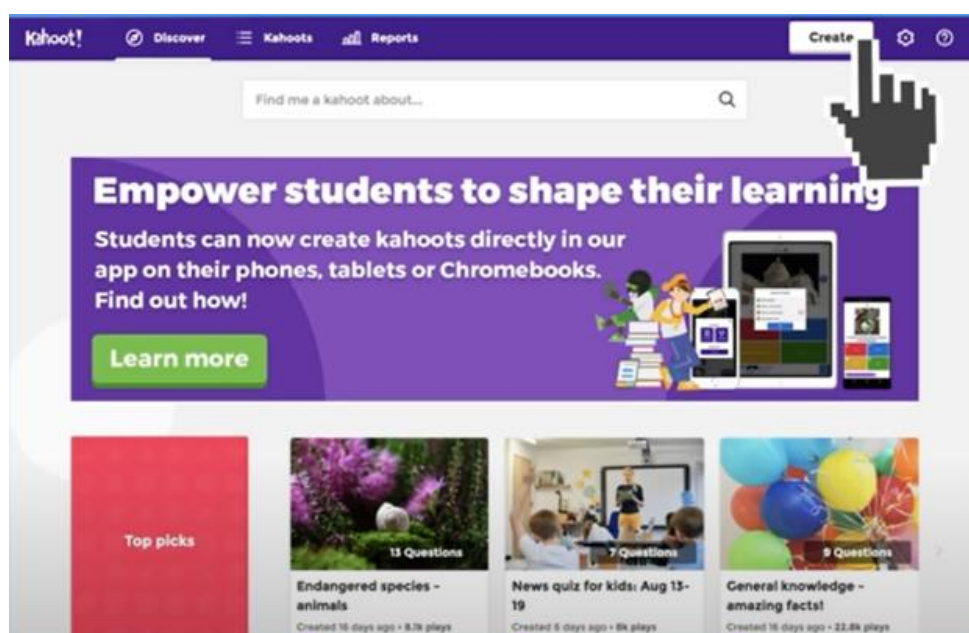 Kahoot!
Discover
Kahoots
Reports
Create
Find me a kahoot about...
Empower students to shape their learning
Students can now create kahoots directly in our
app on their phones, tablets or Chromebooks.
Find out how!
Learn more
Top picks
13 Questions
7 Questions
9 Questions
Endangered species -
animals
Created 16 days ago • 8.1k plays
News quiz for kids: Aug 13-
19
Created 6 days ago • 6k plays
General knowledge -
amazing facts!
Created 16 days ago • 22.8k plays